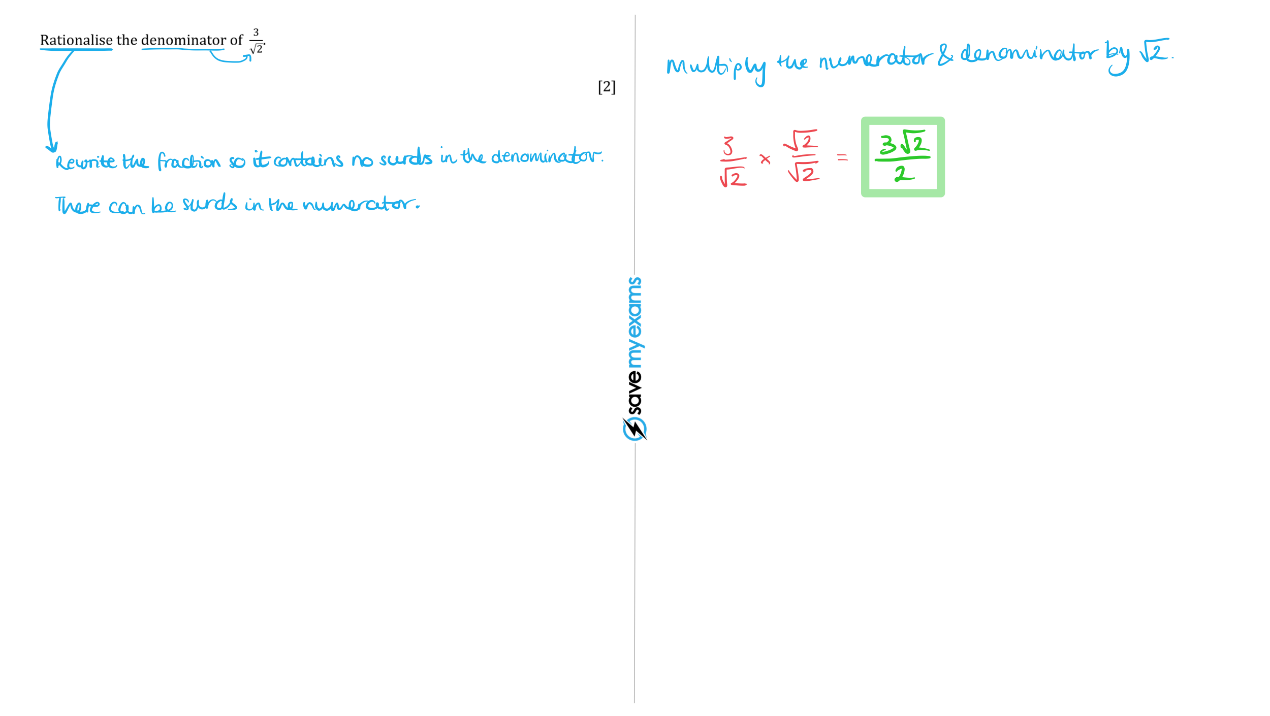 Rationalise the denominator of 3/√2.
[2]
Rewrite the fraction so it contains no surds in the denominator.
There can be surds in the numerator.
save my exams
Multiply the numerator & denominator by √2.
3/√2 × √2/√2 = 3√2/2